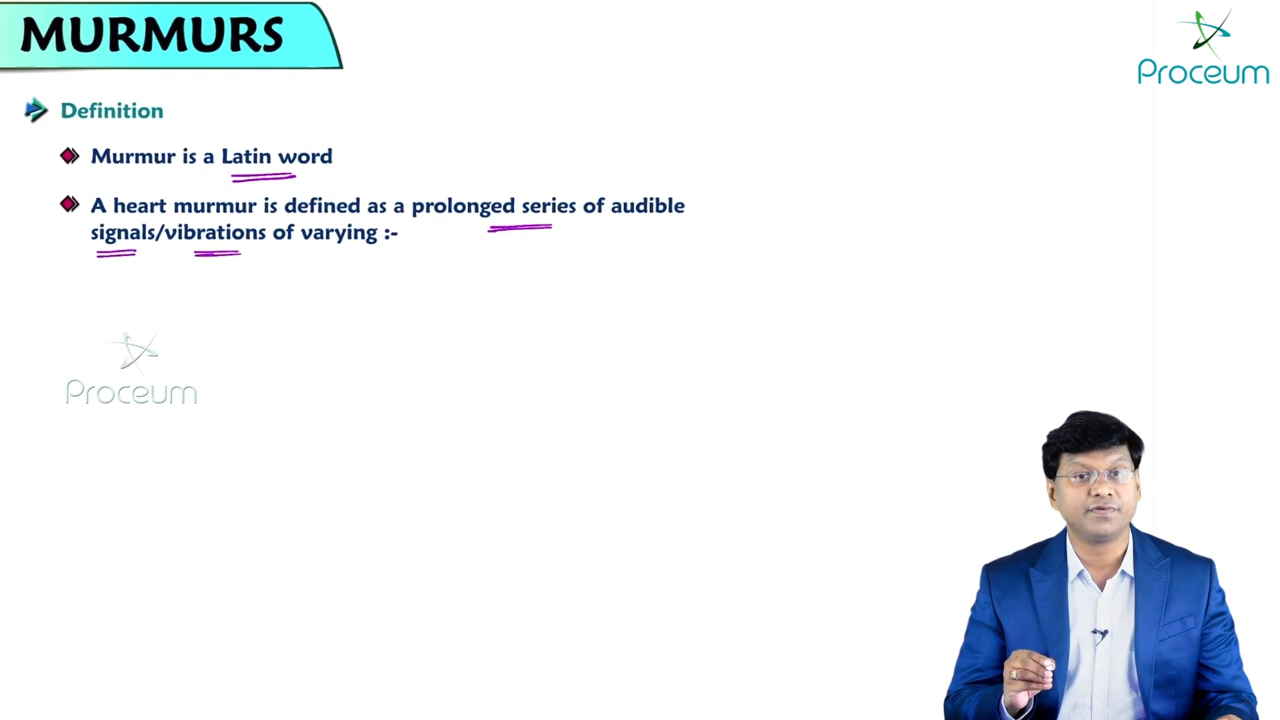 MURMURS
Proceum
Definition
Murmur is a Latin word
A heart murmur is defined as a prolonged series of audible
signals/vibrations of varying :-
Proceum